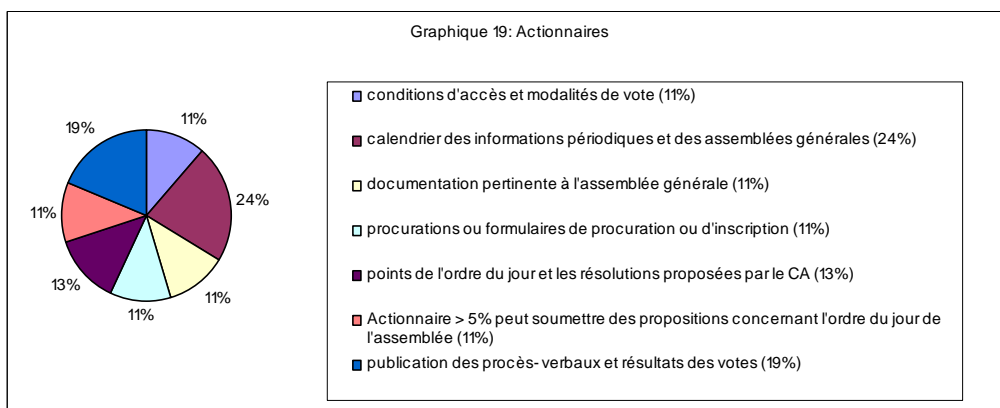 Graphique 19: Actionnaires
19%
11%
24%
11%
11%
13%
11%
conditions d'accès et modalités de vote (11%)
calendrier des informations périodiques et des assemblées générales (24%)
documentation pertinente à l'assemblée générale (11%)
procurations ou formulaires de procuration ou d'inscription (11%)
points de l'ordre du jour et les résolutions proposées par le CA (13%)
Actionnaire > 5% peut soumettre des propositions concernant l'ordre du jour de
l'assemblée (11%)
publication des procès- verbaux et résultats des votes (19%)